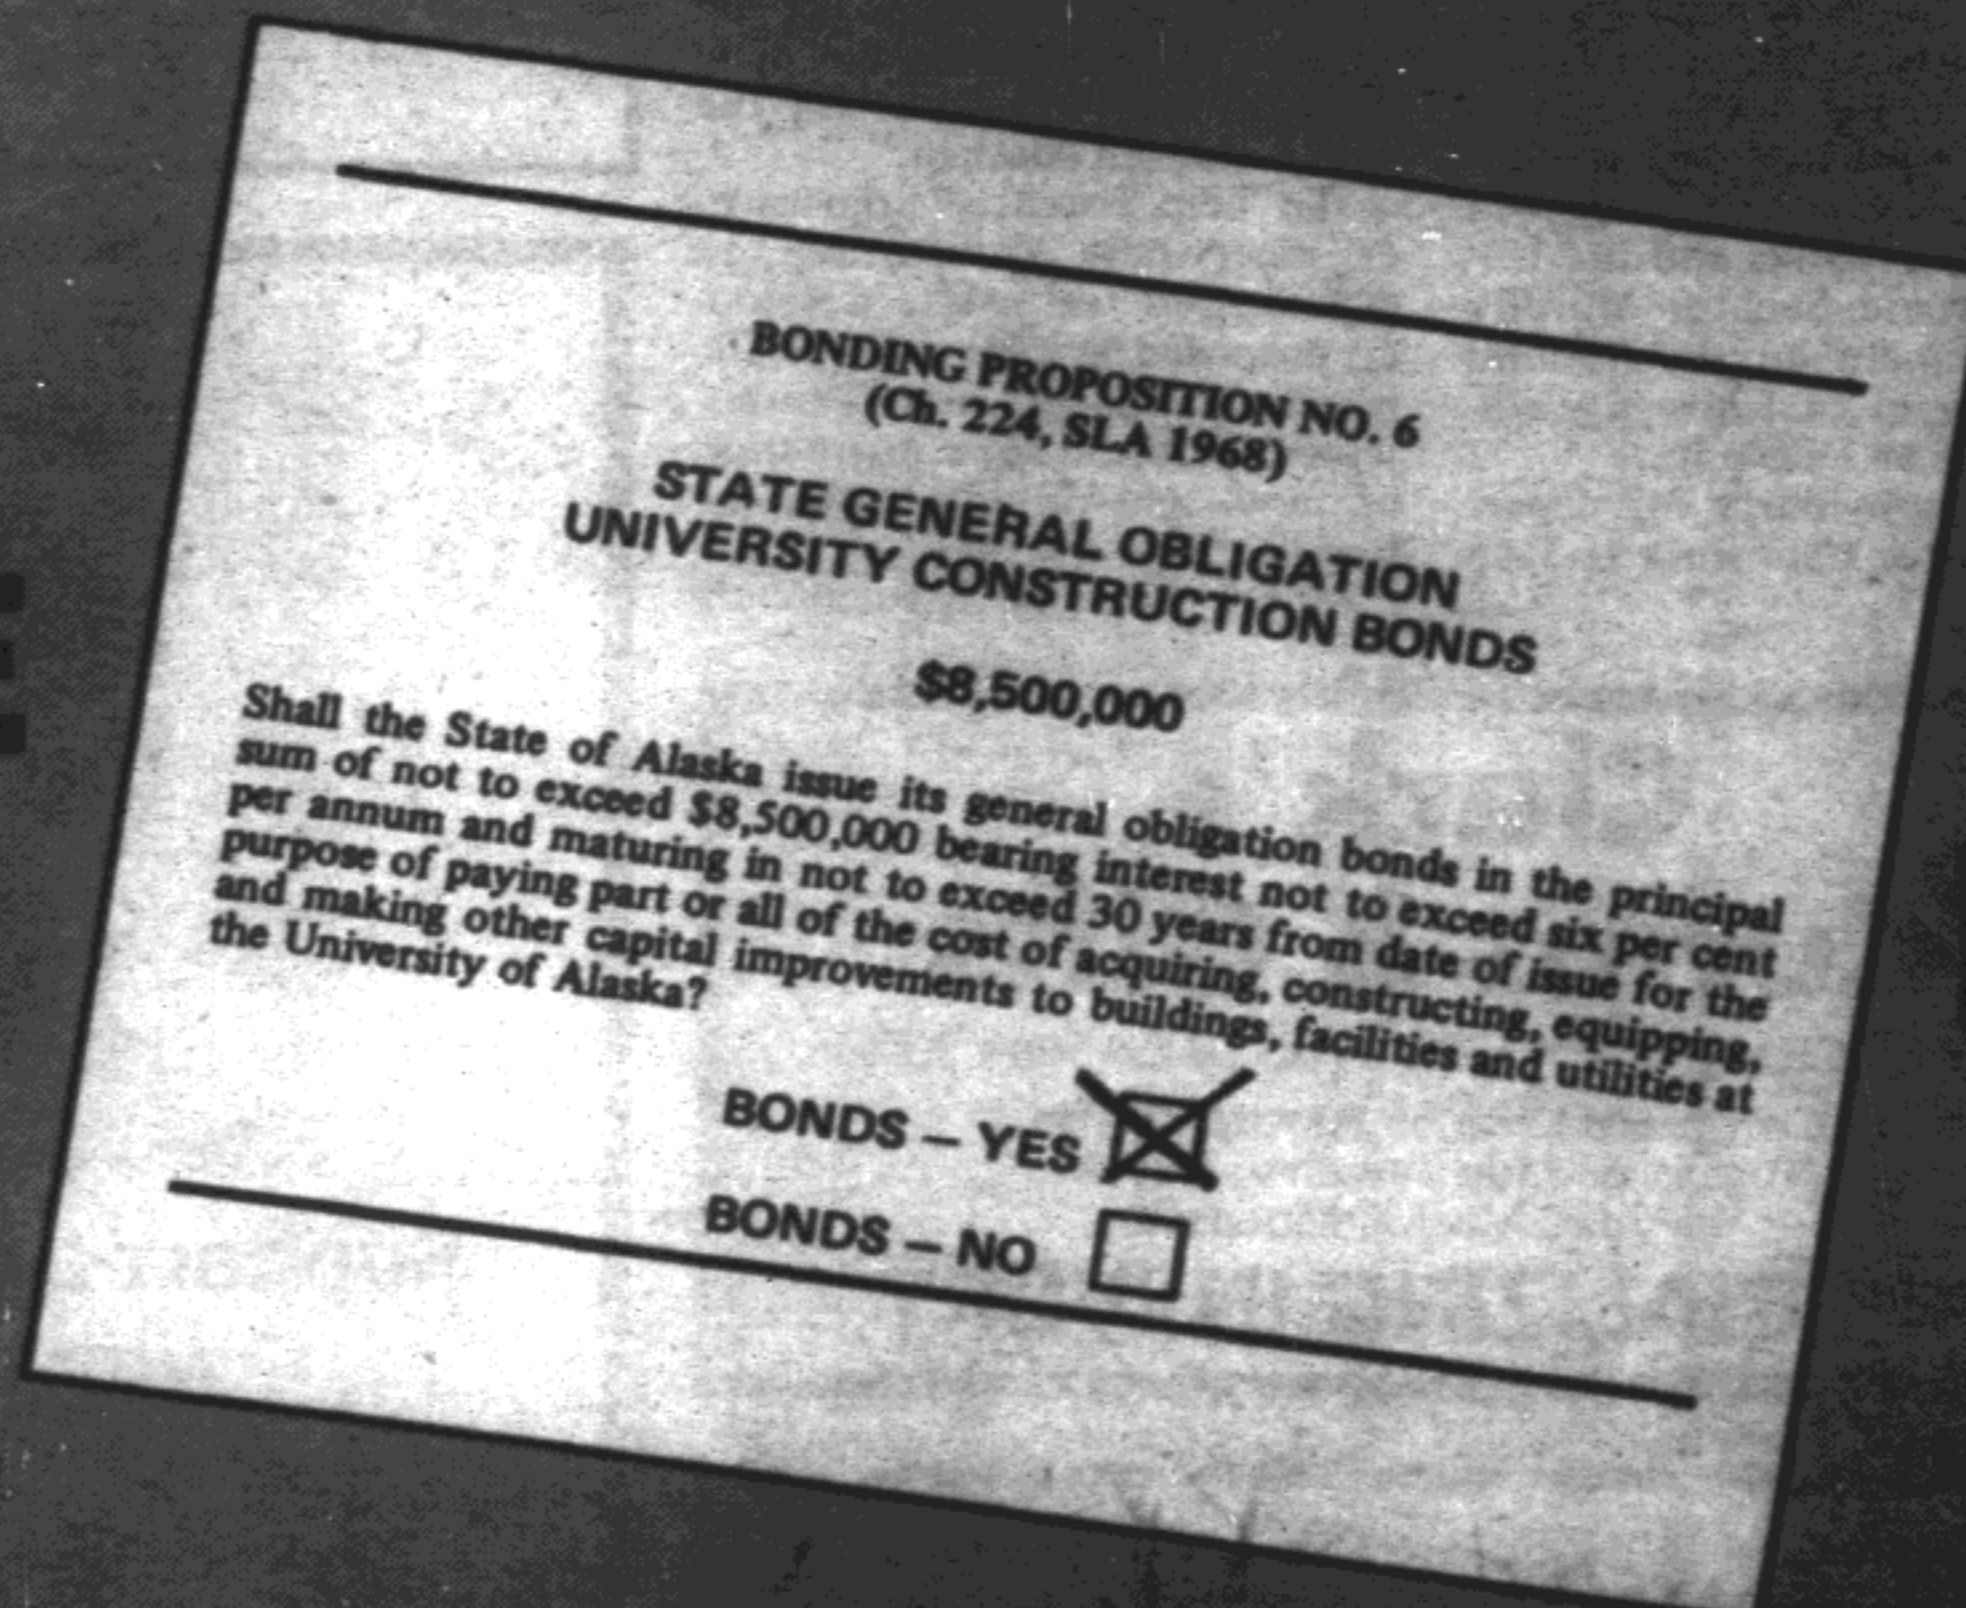 BONDING PROPOSITION NO. 6
(Ch. 224, SLA 1968)
STATE GENERAL OBLIGATION
UNIVERSITY CONSTRUCTION BONDS
$8,500,000
Shall the State of Alaska issue its general obligation bonds in the principal
sum of not to exceed $8,500,000 bearing interest not to exceed six per cent
per annum and maturing in not to exceed 30 years from date of issue for the
purpose of paying part or all of the cost of acquiring, constructing, equipping,
and making other capital improvements to buildings, facilities and utilities at
the University of Alaska?
BONDS – YES
BONDS – NO